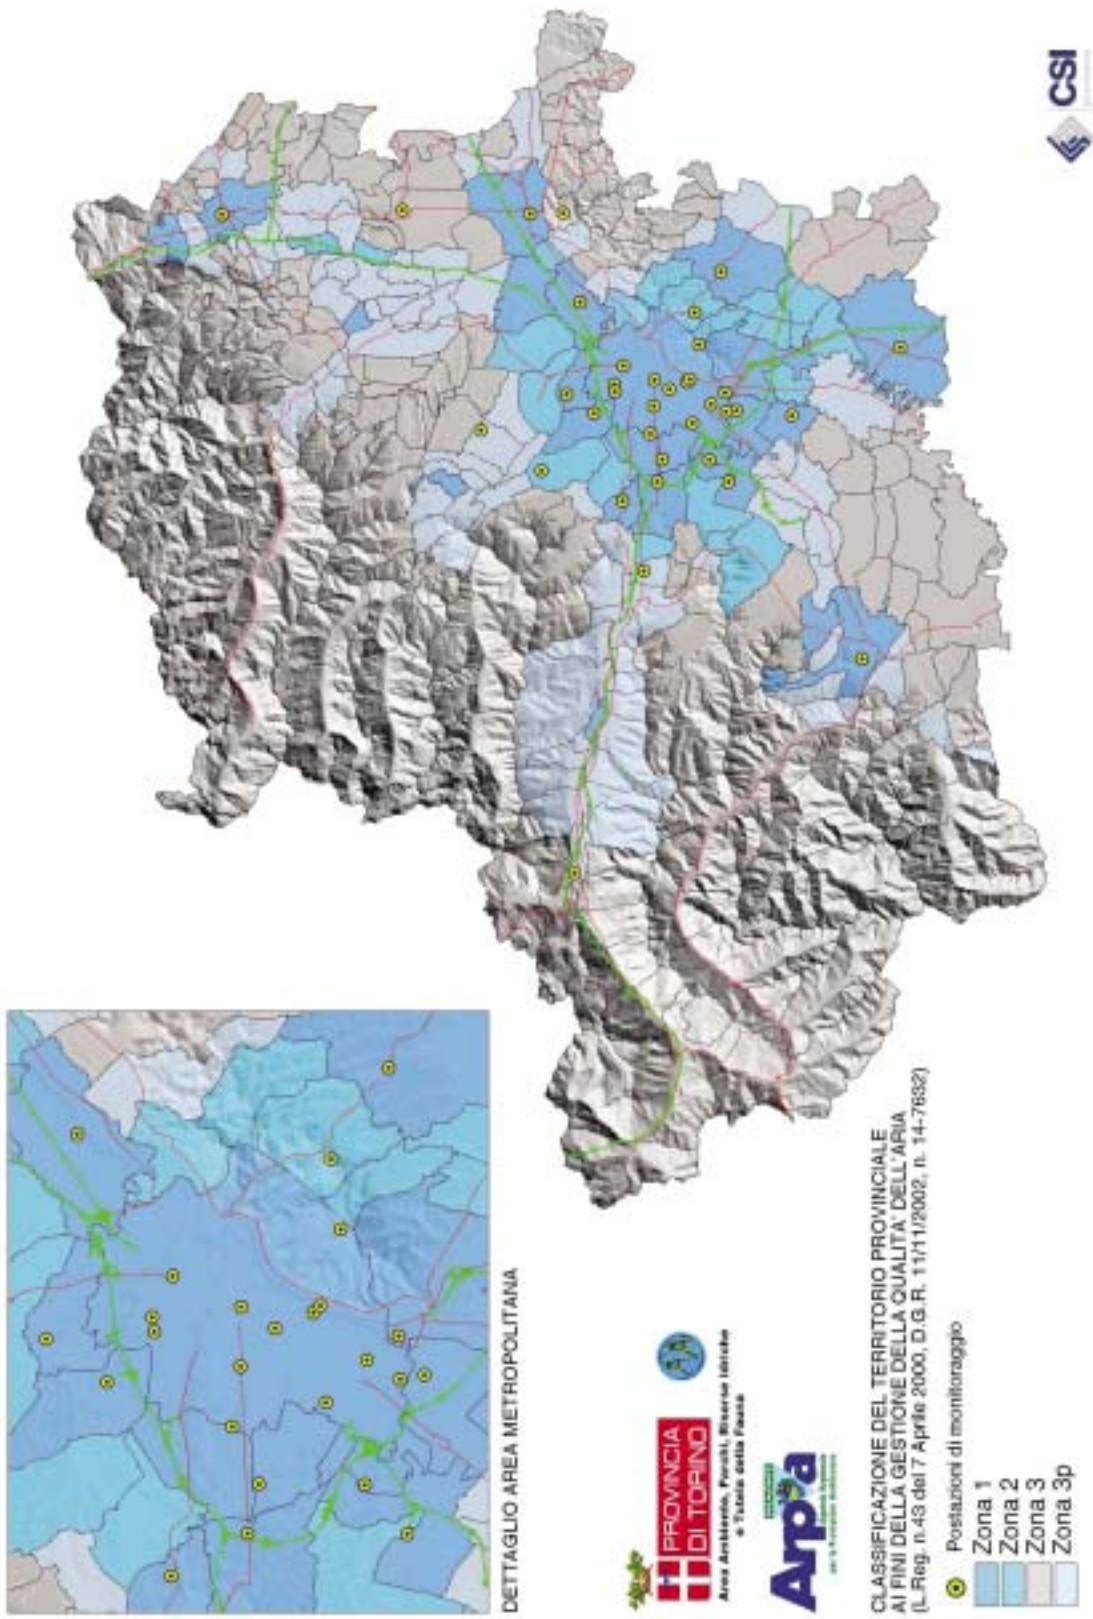 DETTAGLIO AREA METROPOLITANA
PROVINCIA
DI TORINO
Area Ambiente, Parchi, Risorse Idriche
e Tutela della Fauna
Arpa
CLASSIFICAZIONE DEL TERRITORIO PROVINCIALE
AI FINI DELLA GESTIONE DELLA QUALITA' DELL'ARIA
(L.Reg. n.43 del 7 Aprile 2000, D.G.R. 11/11/2002, n. 14-7632)
Postazioni di monitoraggio
Zona 1
Zona 2
Zona 3
Zona 3p
CSI